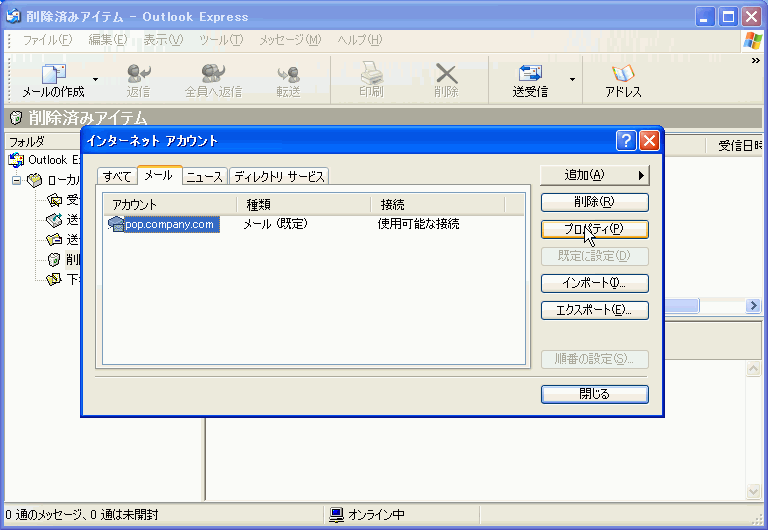 削除済みアイテム - Outlook Express
ファイル(F) 編集(E) 表示(V) ツール(T) メッセージ(M) ヘルプ(H)
メールの作成 返信 全員へ返信 転送 印刷 削除 送受信 アドレス
削除済みアイテム
フォルダ
受信日時
Outlook E
ローカル
受
送
送
削
下
インターネット アカウント
すべて メール ニュース ディレクトリ サービス
アカウント 種類 接続
pop.company.com メール (既定) 使用可能な接続
追加(A)
削除(R)
プロパティ(P)
既定に設定(D)
インポート(I)...
エクスポート(E)...
順番の設定(S)...
閉じる
0 通のメッセージ、0 通は未開封 オンライン中